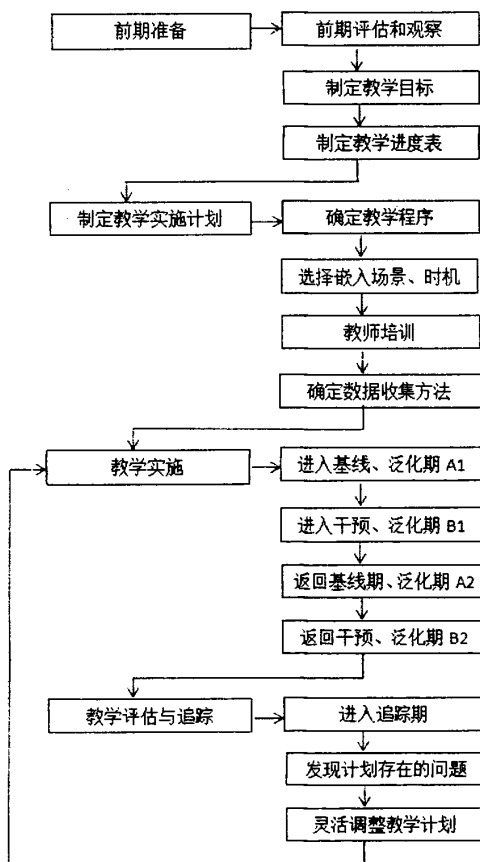 前期准备
前期评估和观察
制定教学目标
制定教学进度表
制定教学实施计划
确定教学程序
选择嵌入场景、时机
教师培训
确定数据收集方法
教学实施
进入基线、泛化期 A1
进入干预、泛化期 B1
返回基线期、泛化期 A2
返回干预、泛化期 B2
教学评估与追踪
进入追踪期
发现计划存在的问题
灵活调整教学计划